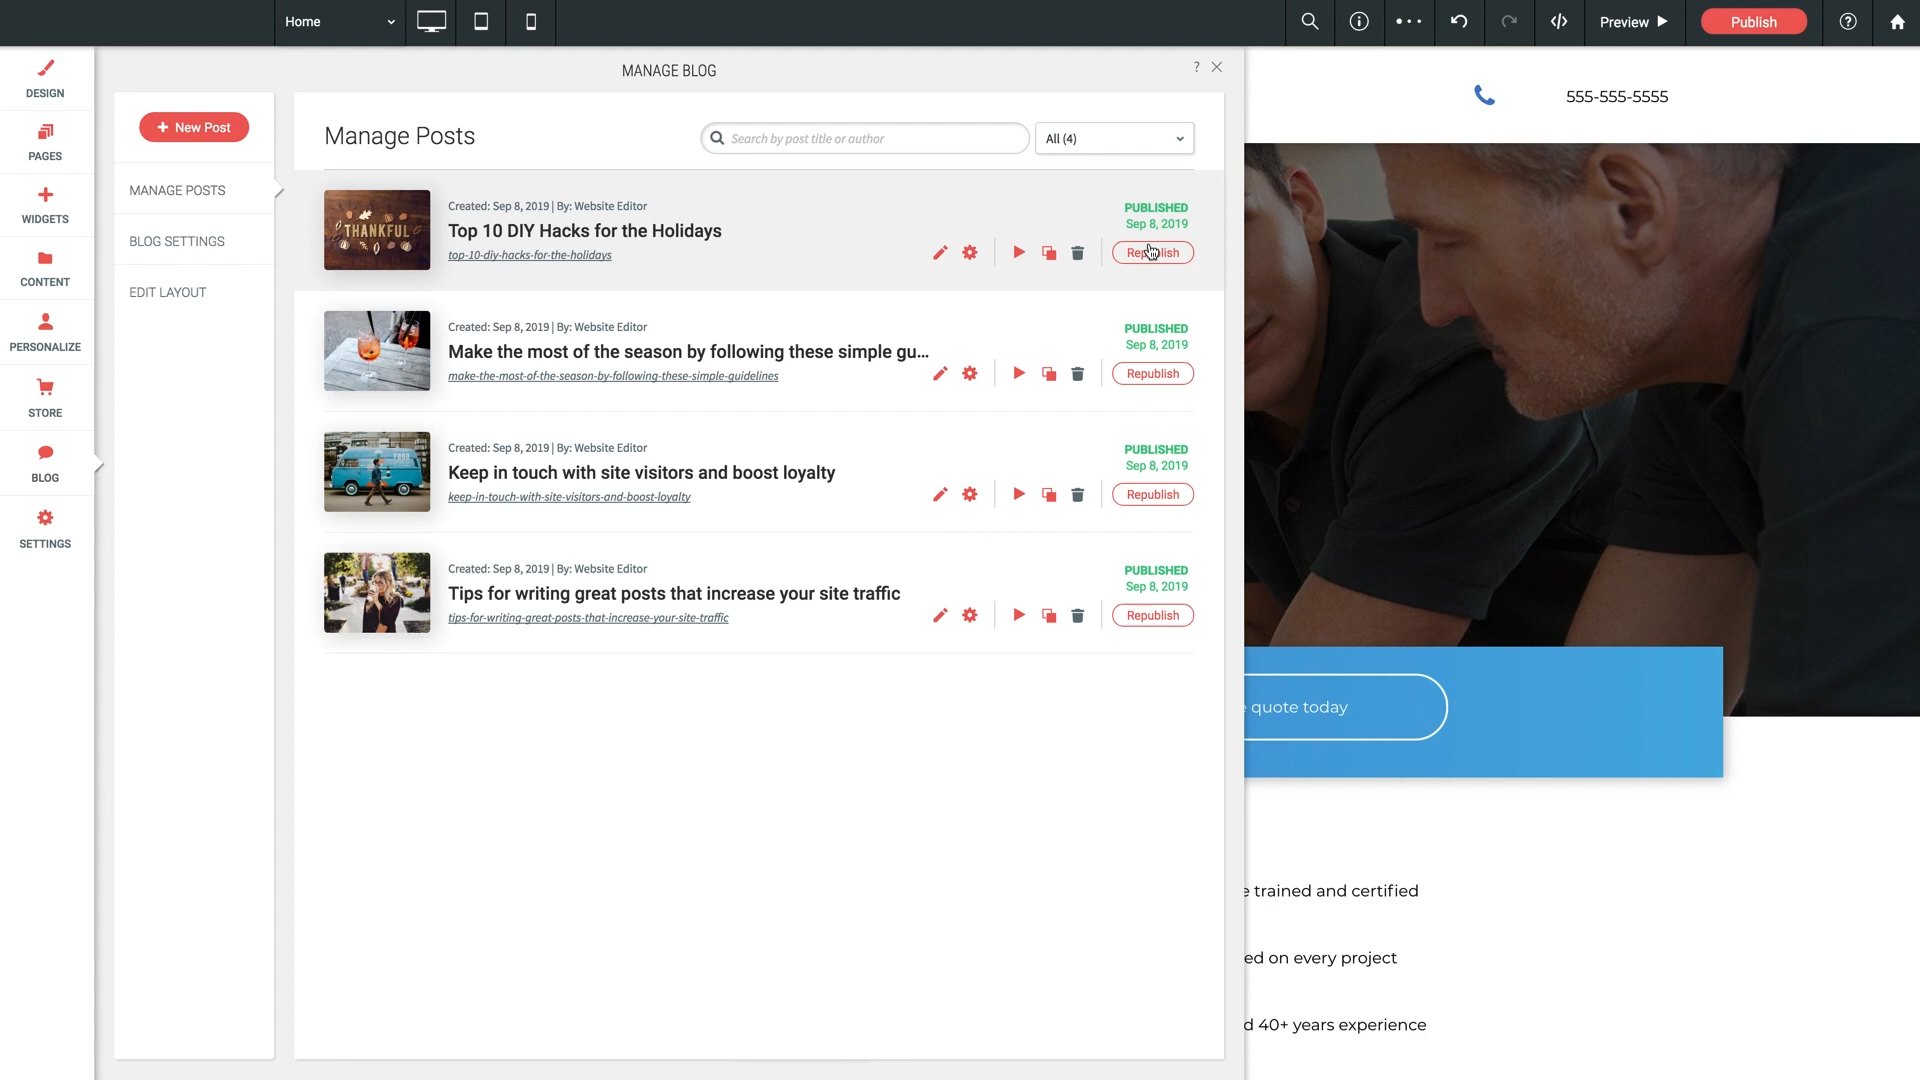 Home
Preview
Publish
DESIGN
PAGES
WIDGETS
CONTENT
PERSONALIZE
STORE
BLOG
SETTINGS
MANAGE BLOG
?
+ New Post
MANAGE POSTS
BLOG SETTINGS
EDIT LAYOUT
Manage Posts
Search by post title or author
All (4)
THANKFUL
Created: Sep 8, 2019 | By: Website Editor
Top 10 DIY Hacks for the Holidays
top-10-diy-hacks-for-the-holidays
PUBLISHED
Sep 8, 2019
Republish
Created: Sep 8, 2019 | By: Website Editor
Make the most of the season by following these simple gu...
make-the-most-of-the-season-by-following-these-simple-guidelines
PUBLISHED
Sep 8, 2019
Republish
Created: Sep 8, 2019 | By: Website Editor
Keep in touch with site visitors and boost loyalty
keep-in-touch-with-site-visitors-and-boost-loyalty
PUBLISHED
Sep 8, 2019
Republish
Created: Sep 8, 2019 | By: Website Editor
Tips for writing great posts that increase your site traffic
tips-for-writing-great-posts-that-increase-your-site-traffic
PUBLISHED
Sep 8, 2019
Republish
555-555-5555
quote today
trained and certified
ed on every project
d 40+ years experience